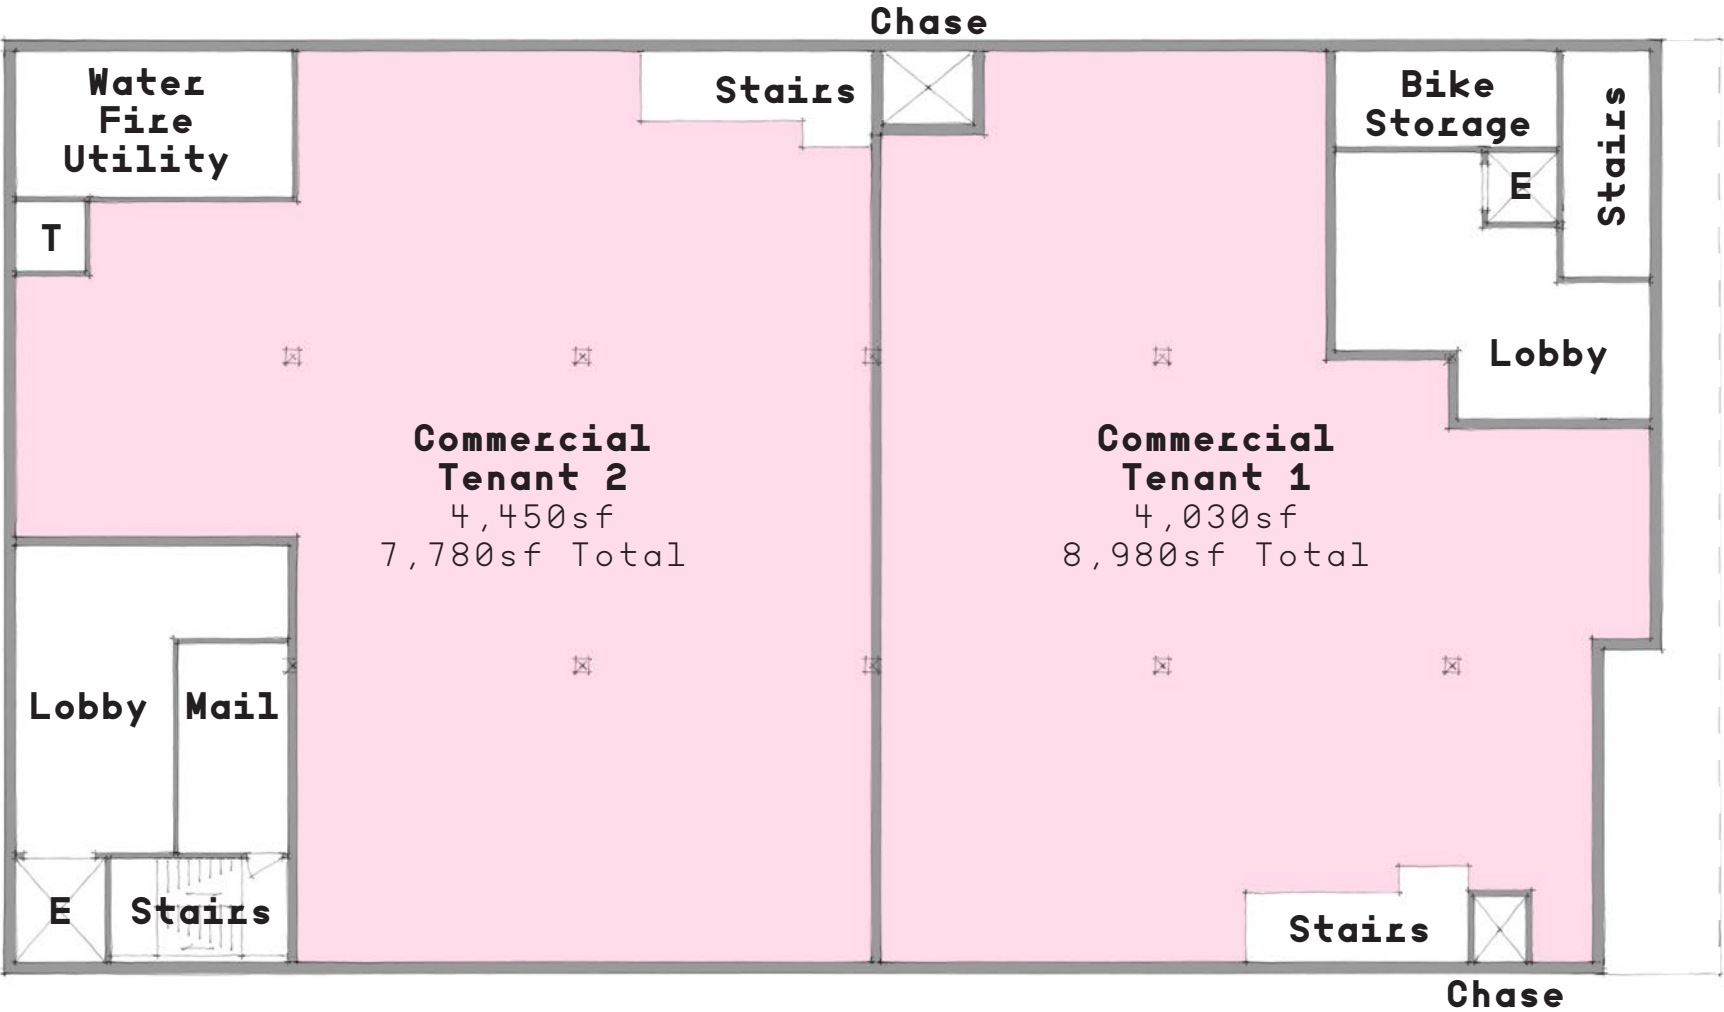 Chase
Water
Fire
Utility
Stairs
Bike
Storage
Stairs
E
T
Lobby
Commercial
Tenant 2
4,450sf
7,780sf Total
Commercial
Tenant 1
4,030sf
8,980sf Total
Lobby
Mail
E
Stairs
Stairs
Chase